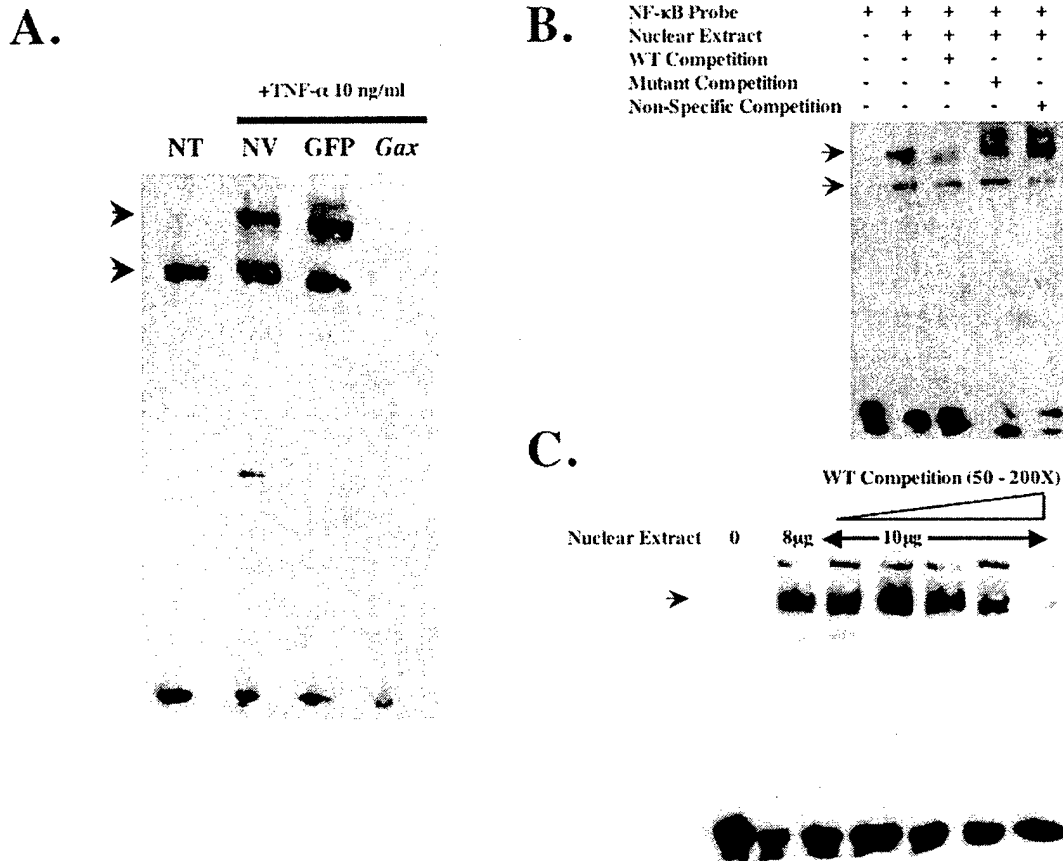 A.
+TNF-α 10 ng/ml
NT NV GFP Gax
B.
NF-κB Probe + + + + +
Nuclear Extract - + + + +
WT Competition - - + - -
Mutant Competition - - - + -
Non-Specific Competition - - - - +
C.
WT Competition (50 - 200X)
Nuclear Extract 0 8μg 10μg